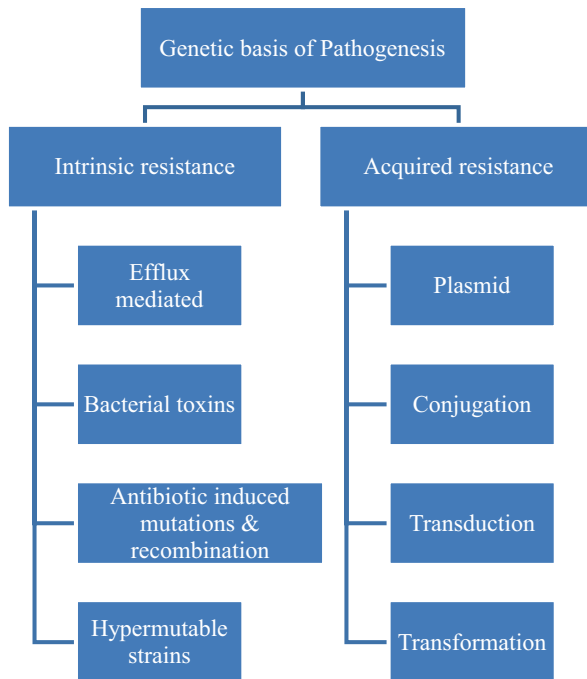 Genetic basis of Pathogenesis
Intrinsic resistance
Efflux
mediated
Bacterial toxins
Antibiotic induced
mutations &
recombination
Hypermutable
strains
Acquired resistance
Plasmid
Conjugation
Transduction
Transformation